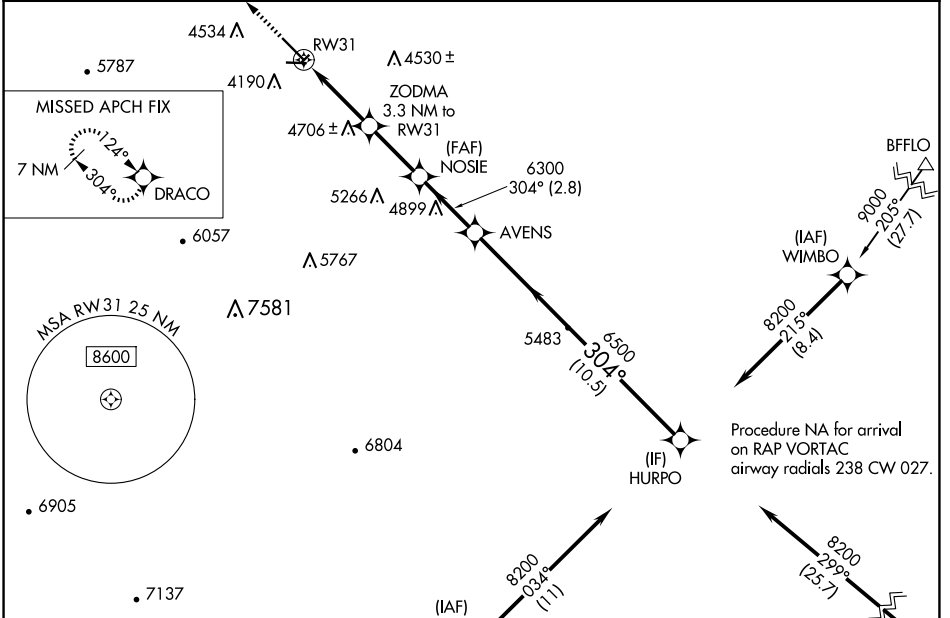 4534
RW31
4530 ±
5787
4190
ZODMA
3.3 NM to
RW31
MISSED APCH FIX
124°
7 NM
304°
DRACO
4706 ±
(FAF)
NOSIE
6300
304° (2.8)
BFFLO
9000
205°
(27.7)
5266
4899
AVENS
(IAF)
WIMBO
6057
5767
7581
8200
215°
(8.4)
MSA RW31 25 NM
8600
5483
6500
304°
(10.5)
Procedure NA for arrival
on RAP VORTAC
airway radials 238 CW 027.
(IF)
HURPO
6804
6905
8200
034°
(11)
8200
299°
(25.7)
7137
(IAF)